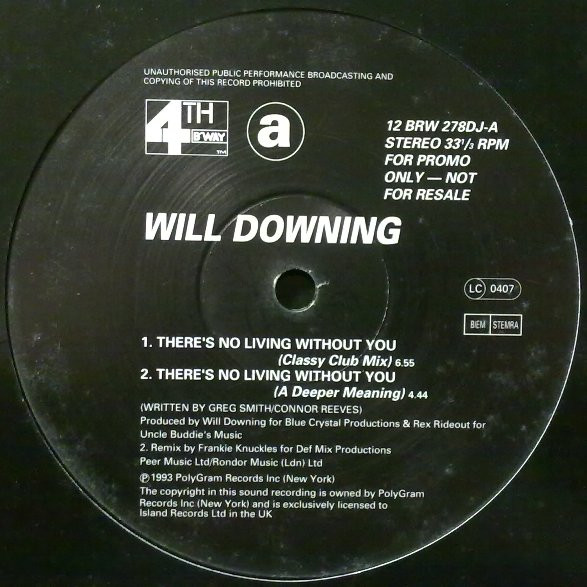 UNAUTHORISED PUBLIC PERFORMANCE BROADCASTING AND
COPYING OF THIS RECORD PROHIBITED
4TH
B'WAY
TM
a
12 BRW 278DJ-A
STEREO 33⅓ RPM
FOR PROMO
ONLY — NOT
FOR RESALE
WILL DOWNING
LC 0407
BIEM STEMRA
1. THERE'S NO LIVING WITHOUT YOU
(Classy Club Mix) 6.55
2. THERE'S NO LIVING WITHOUT YOU
(A Deeper Meaning) 4.44
(WRITTEN BY GREG SMITH/CONNOR REEVES)
Produced by Will Downing for Blue Crystal Productions & Rex Rideout for
Uncle Buddie's Music
2. Remix by Frankie Knuckles for Def Mix Productions
Peer Music Ltd/Rondor Music (Ldn) Ltd
℗ 1993 PolyGram Records Inc (New York)
The copyright in this sound recording is owned by PolyGram
Records Inc (New York) and is exclusively licensed to
Island Records Ltd in the UK